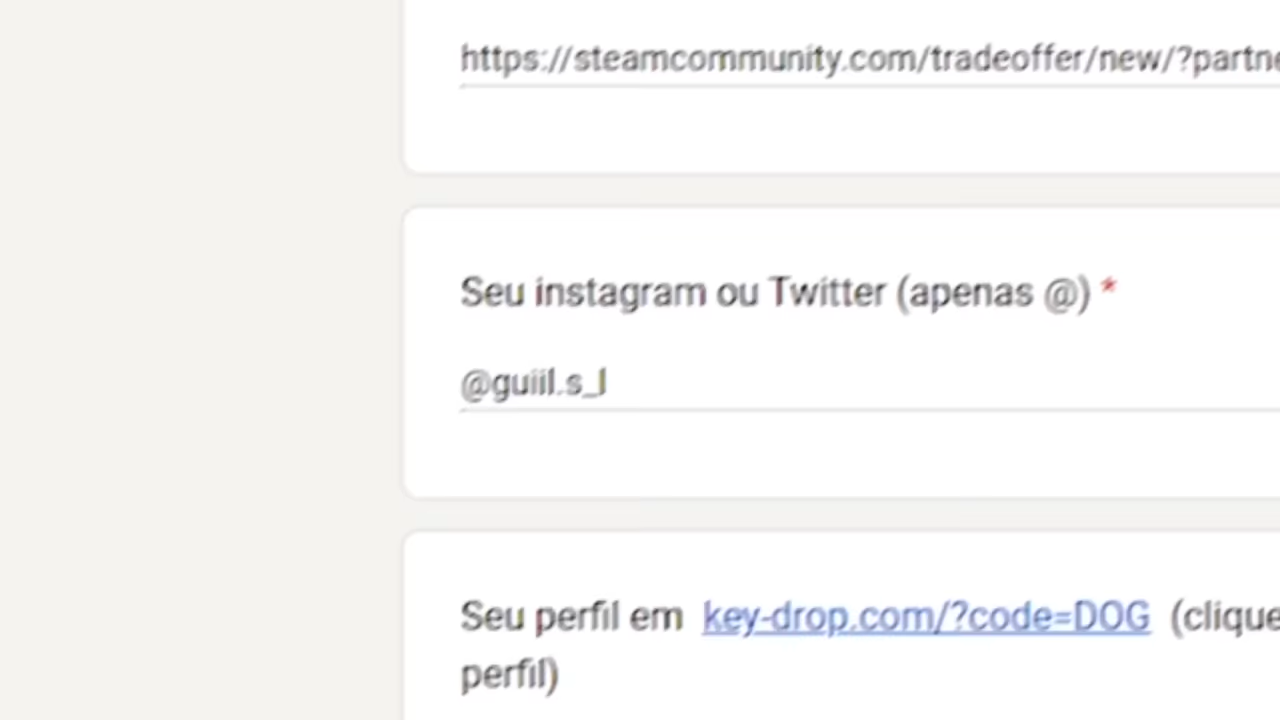 https://steamcommunity.com/tradeoffer/new/?partne
Seu instagram ou Twitter (apenas @) *
@guiil.s_l
Seu perfil em key-drop.com/?code=DOG (clique
perfil)